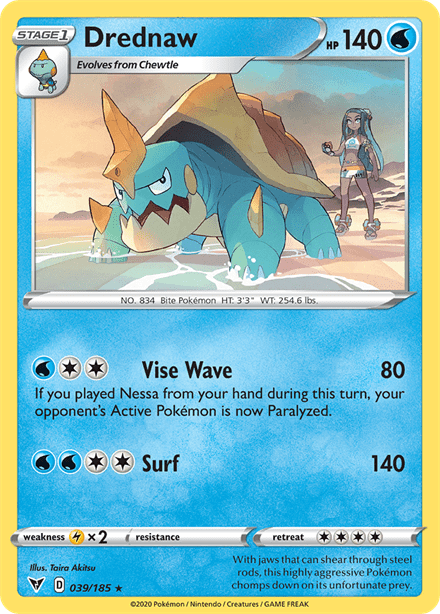 STAGE 1 Drednaw HP 140
Evolves from Chewtle
NO. 834 Bite Pokémon HT: 3'3" WT: 254.6 lbs.
Vise Wave 80
If you played Nessa from your hand during this turn, your
opponent's Active Pokémon is now Paralyzed.
Surf 140
weakness ×2 resistance retreat
Illus. Taira Akitsu
D 039/185 ★
With jaws that can shear through steel
rods, this highly aggressive Pokémon
chomps down on its unfortunate prey.
©2020 Pokémon / Nintendo / Creatures / GAME FREAK